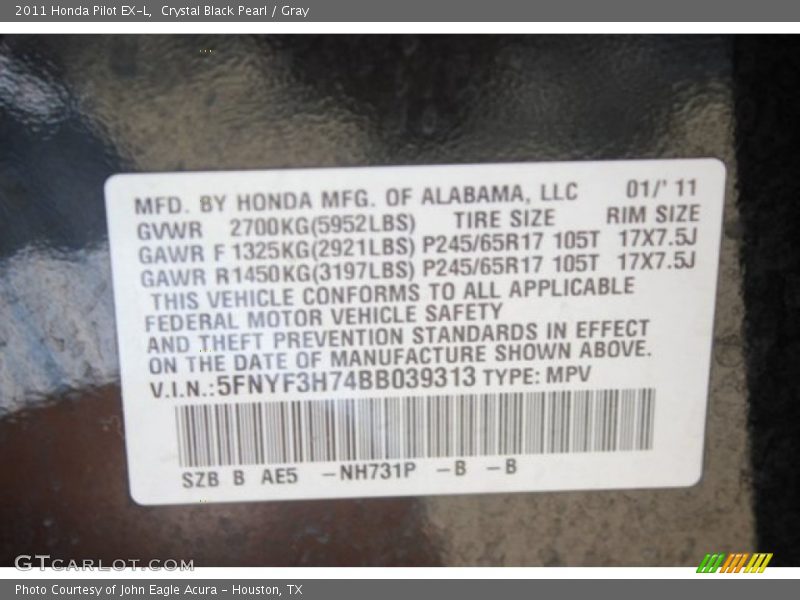 2011 Honda Pilot EX-L, Crystal Black Pearl / Gray
MFD. BY HONDA MFG. OF ALABAMA, LLC 01/' 11
GVWR 2700KG(5952LBS) TIRE SIZE RIM SIZE
GAWR F 1325KG(2921LBS) P245/65R17 105T 17X7.5J
GAWR R1450KG(3197LBS) P245/65R17 105T 17X7.5J
THIS VEHICLE CONFORMS TO ALL APPLICABLE
FEDERAL MOTOR VEHICLE SAFETY
AND THEFT PREVENTION STANDARDS IN EFFECT
ON THE DATE OF MANUFACTURE SHOWN ABOVE.
V.I.N.:5FNYF3H74BB039313 TYPE: MPV
SZB B AE5 -NH731P -B -B
GTCARLOT.COM
Photo Courtesy of John Eagle Acura - Houston, TX